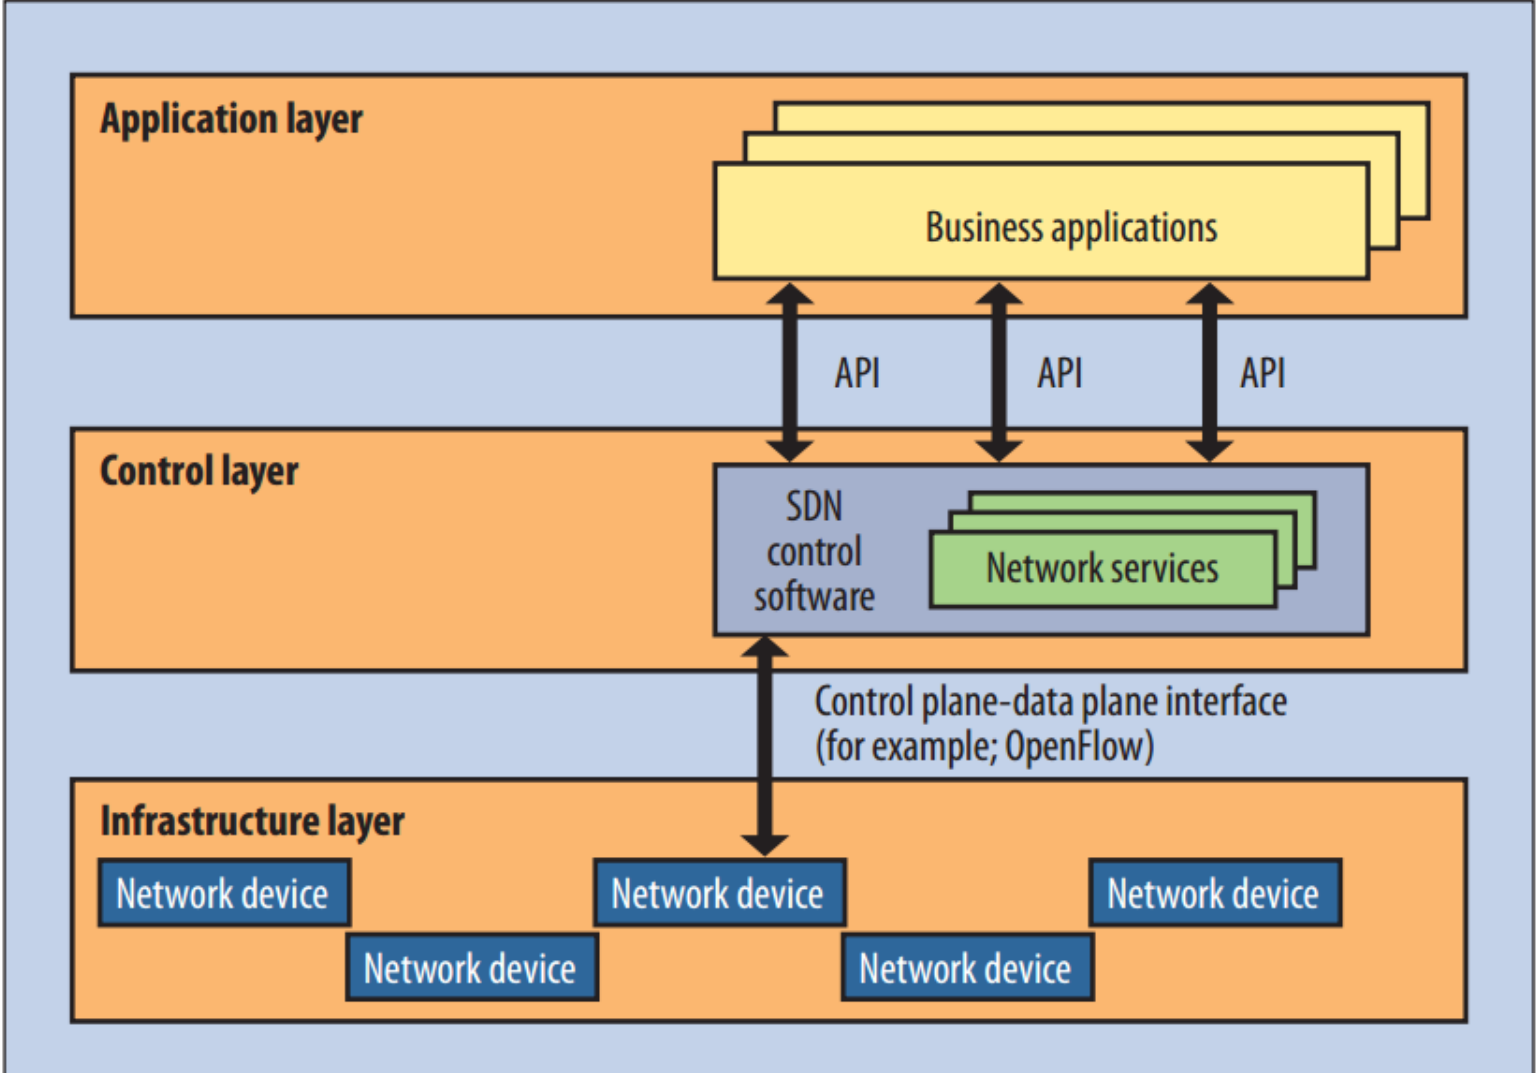 Application layer
Business applications
API
API
API
Control layer
SDN
control
software
Network services
Control plane-data plane interface
(for example; OpenFlow)
Infrastructure layer
Network device
Network device
Network device
Network device
Network device